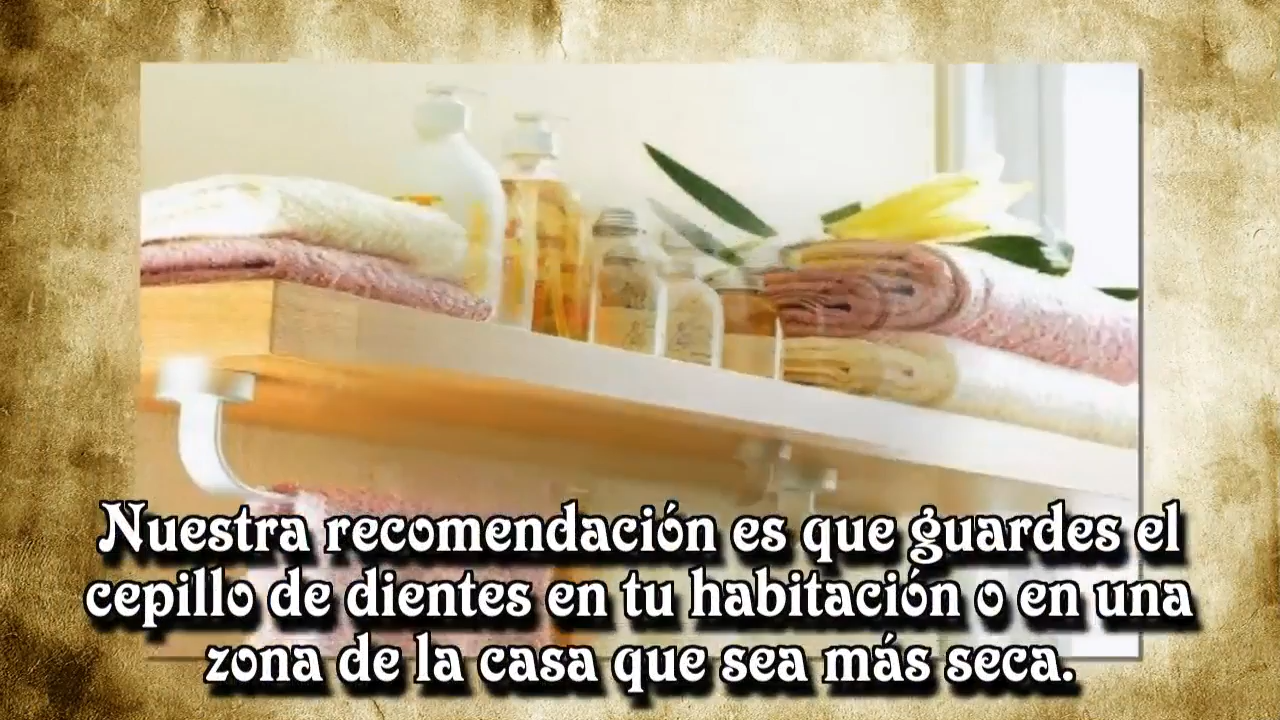 Nuestra recomendación es que guardes el
cepillo de dientes en tu habitación o en una
zona de la casa que sea más seca.